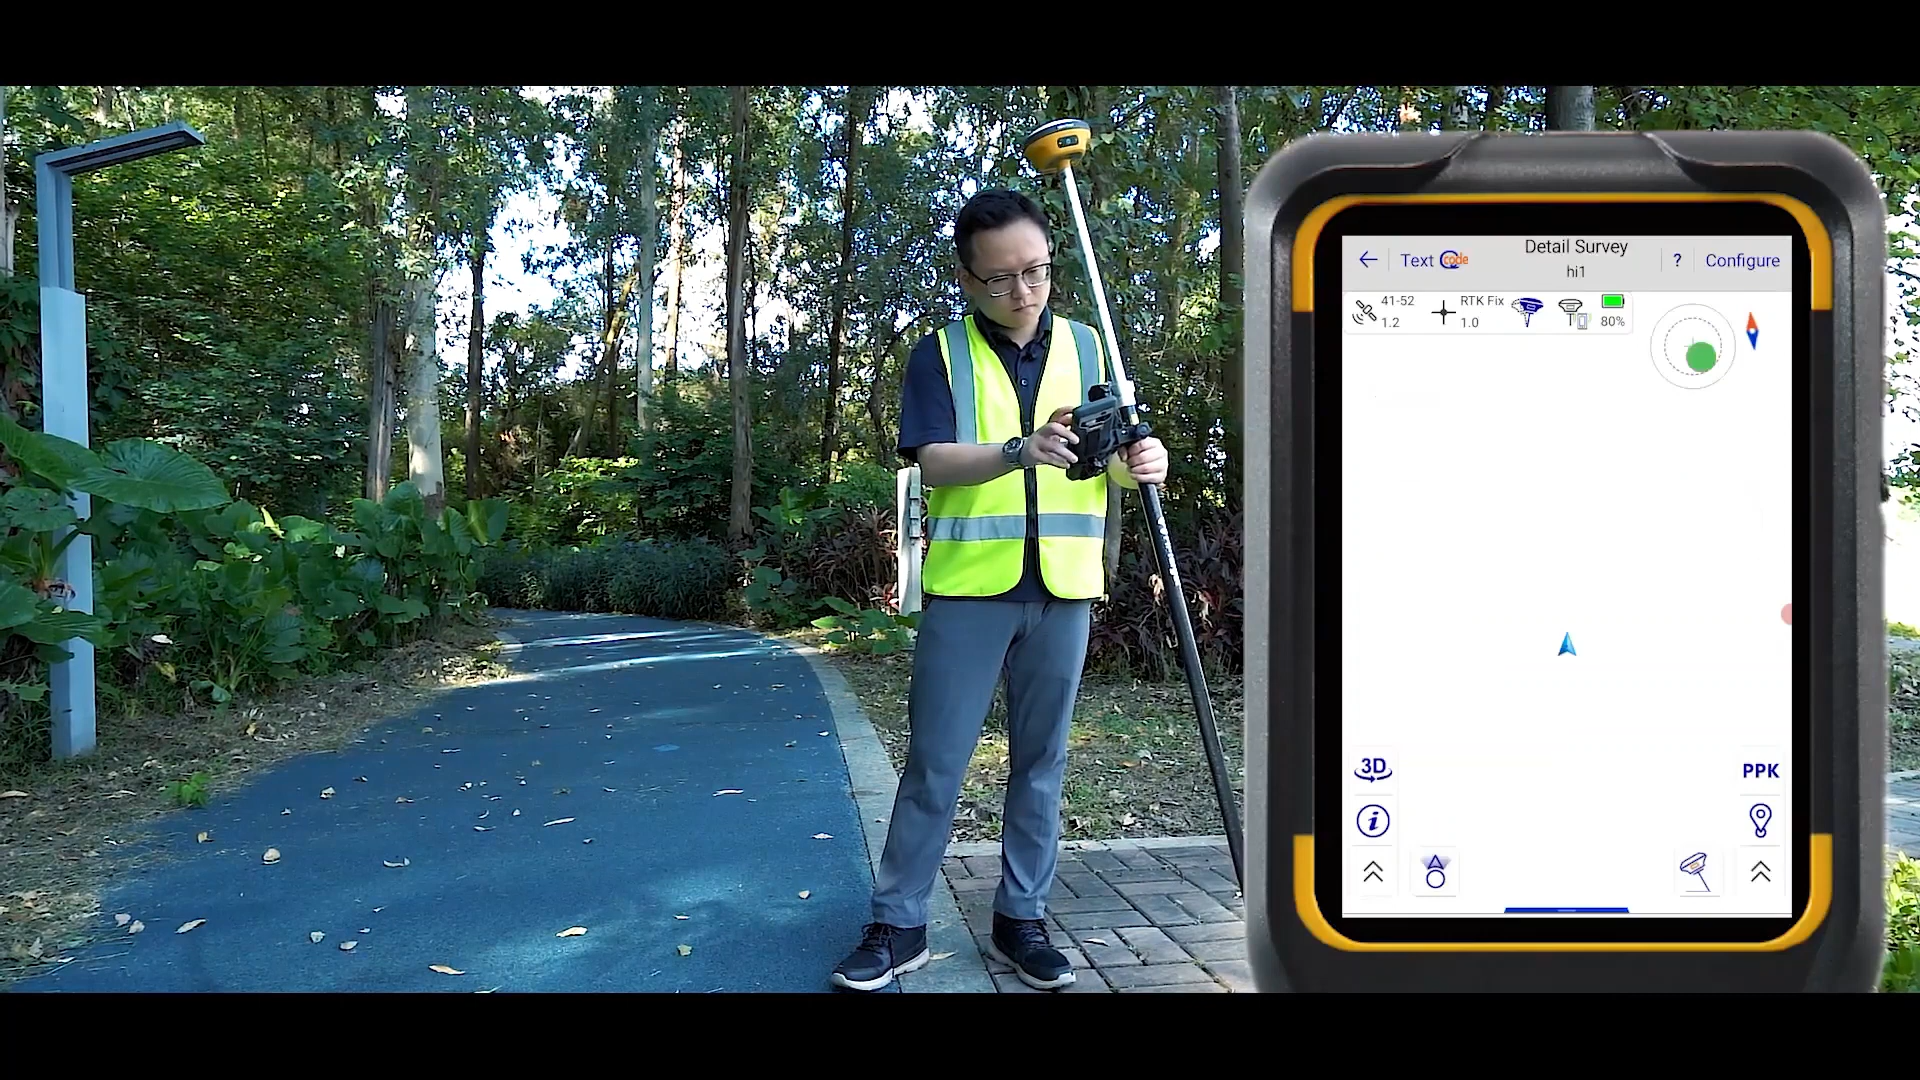 Text code
Detail Survey
hi1
?
Configure
41-52
1.2
RTK Fix
1.0
80%
3D
PPK
i